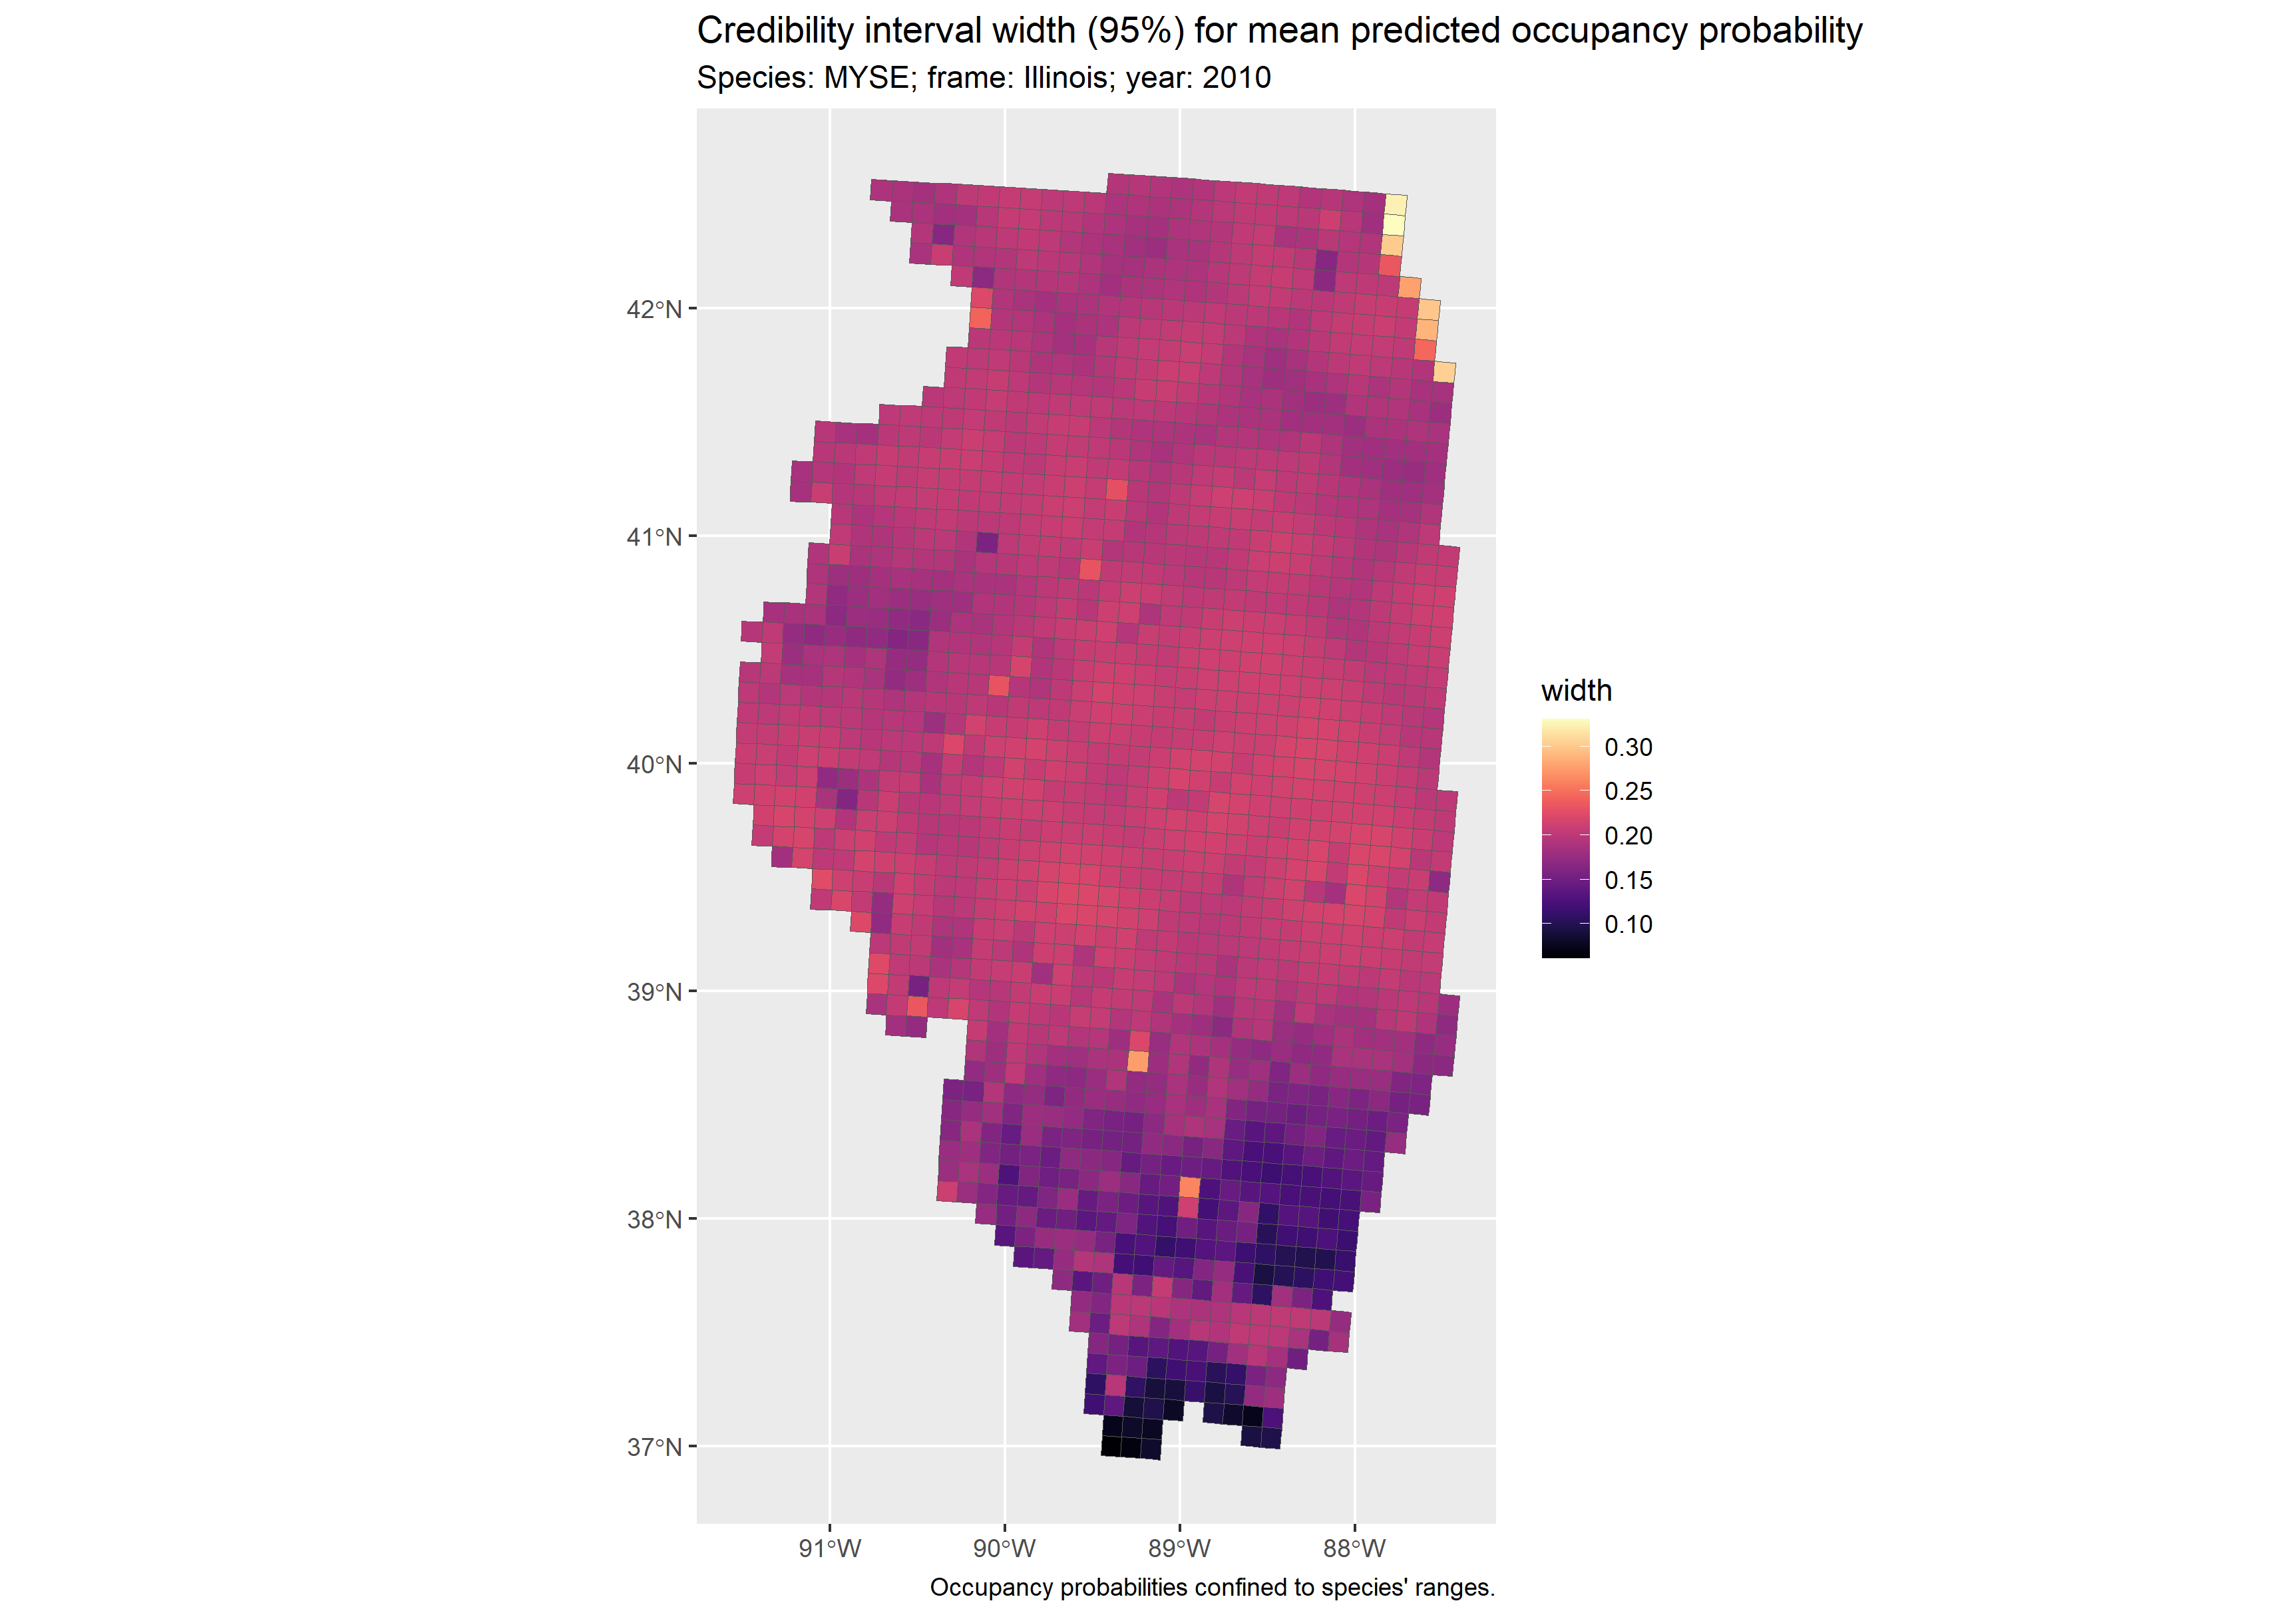 Credibility interval width (95%) for mean predicted occupancy probability
Species: MYSE; frame: Illinois; year: 2010
42°N
41°N
40°N
39°N
38°N
37°N
91°W
90°W
89°W
88°W
width
0.30
0.25
0.20
0.15
0.10
Occupancy probabilities confined to species' ranges.